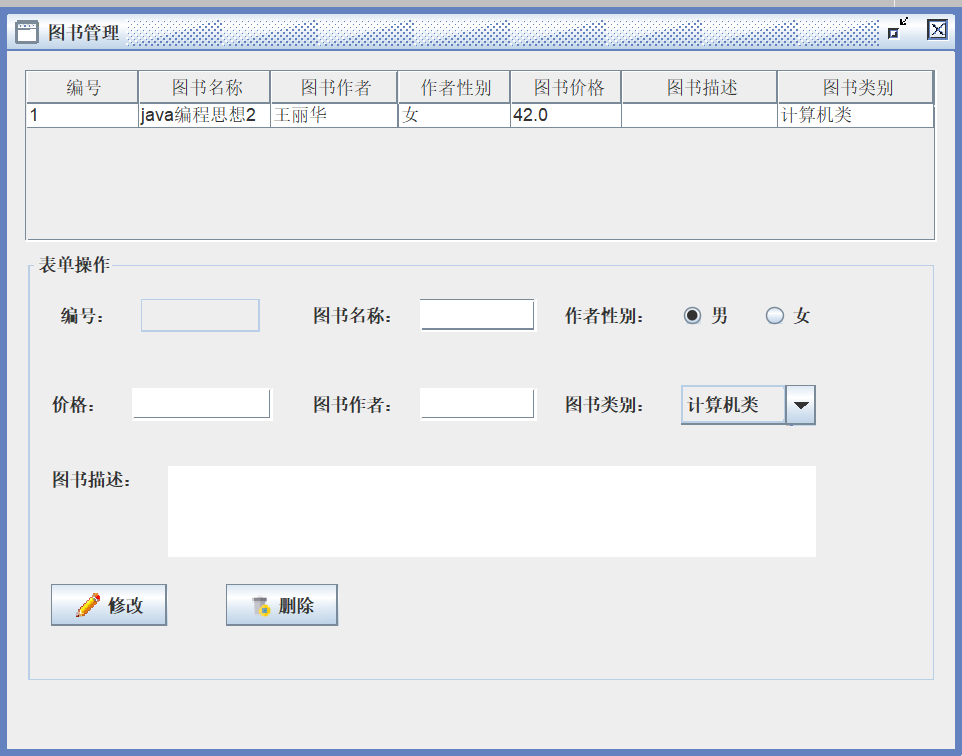 图书管理
编号 图书名称 图书作者 作者性别 图书价格 图书描述 图书类别
1 java编程思想2 王丽华 女 42.0 计算机类
表单操作
编号: 图书名称: 作者性别: 男 女
价格: 图书作者: 图书类别: 计算机类
图书描述:
修改 删除